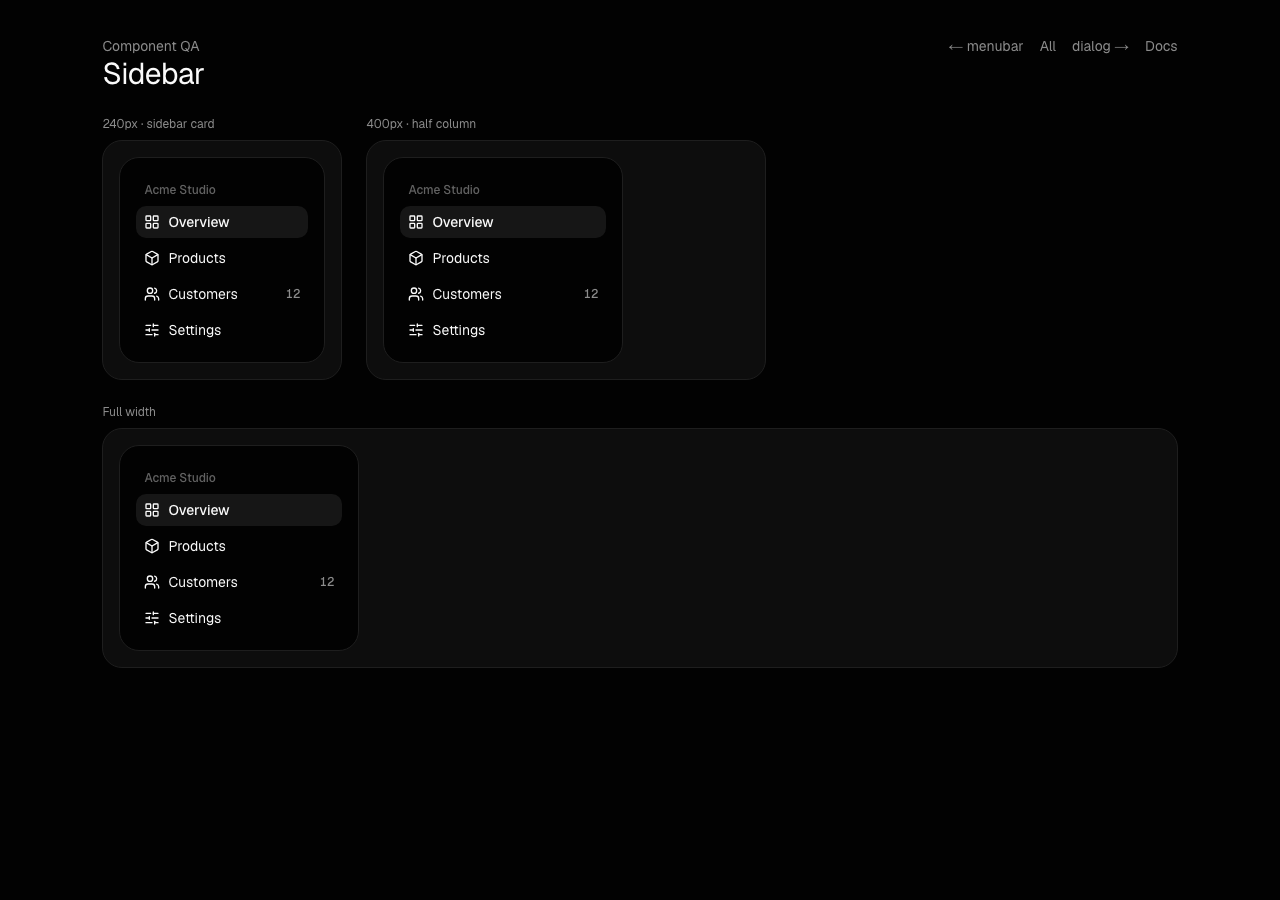 Component QA
← menubar All dialog → Docs
Sidebar
240px · sidebar card
400px · half column
Acme Studio
Overview
Products
Customers 12
Settings
Acme Studio
Overview
Products
Customers 12
Settings
Full width
Acme Studio
Overview
Products
Customers 12
Settings